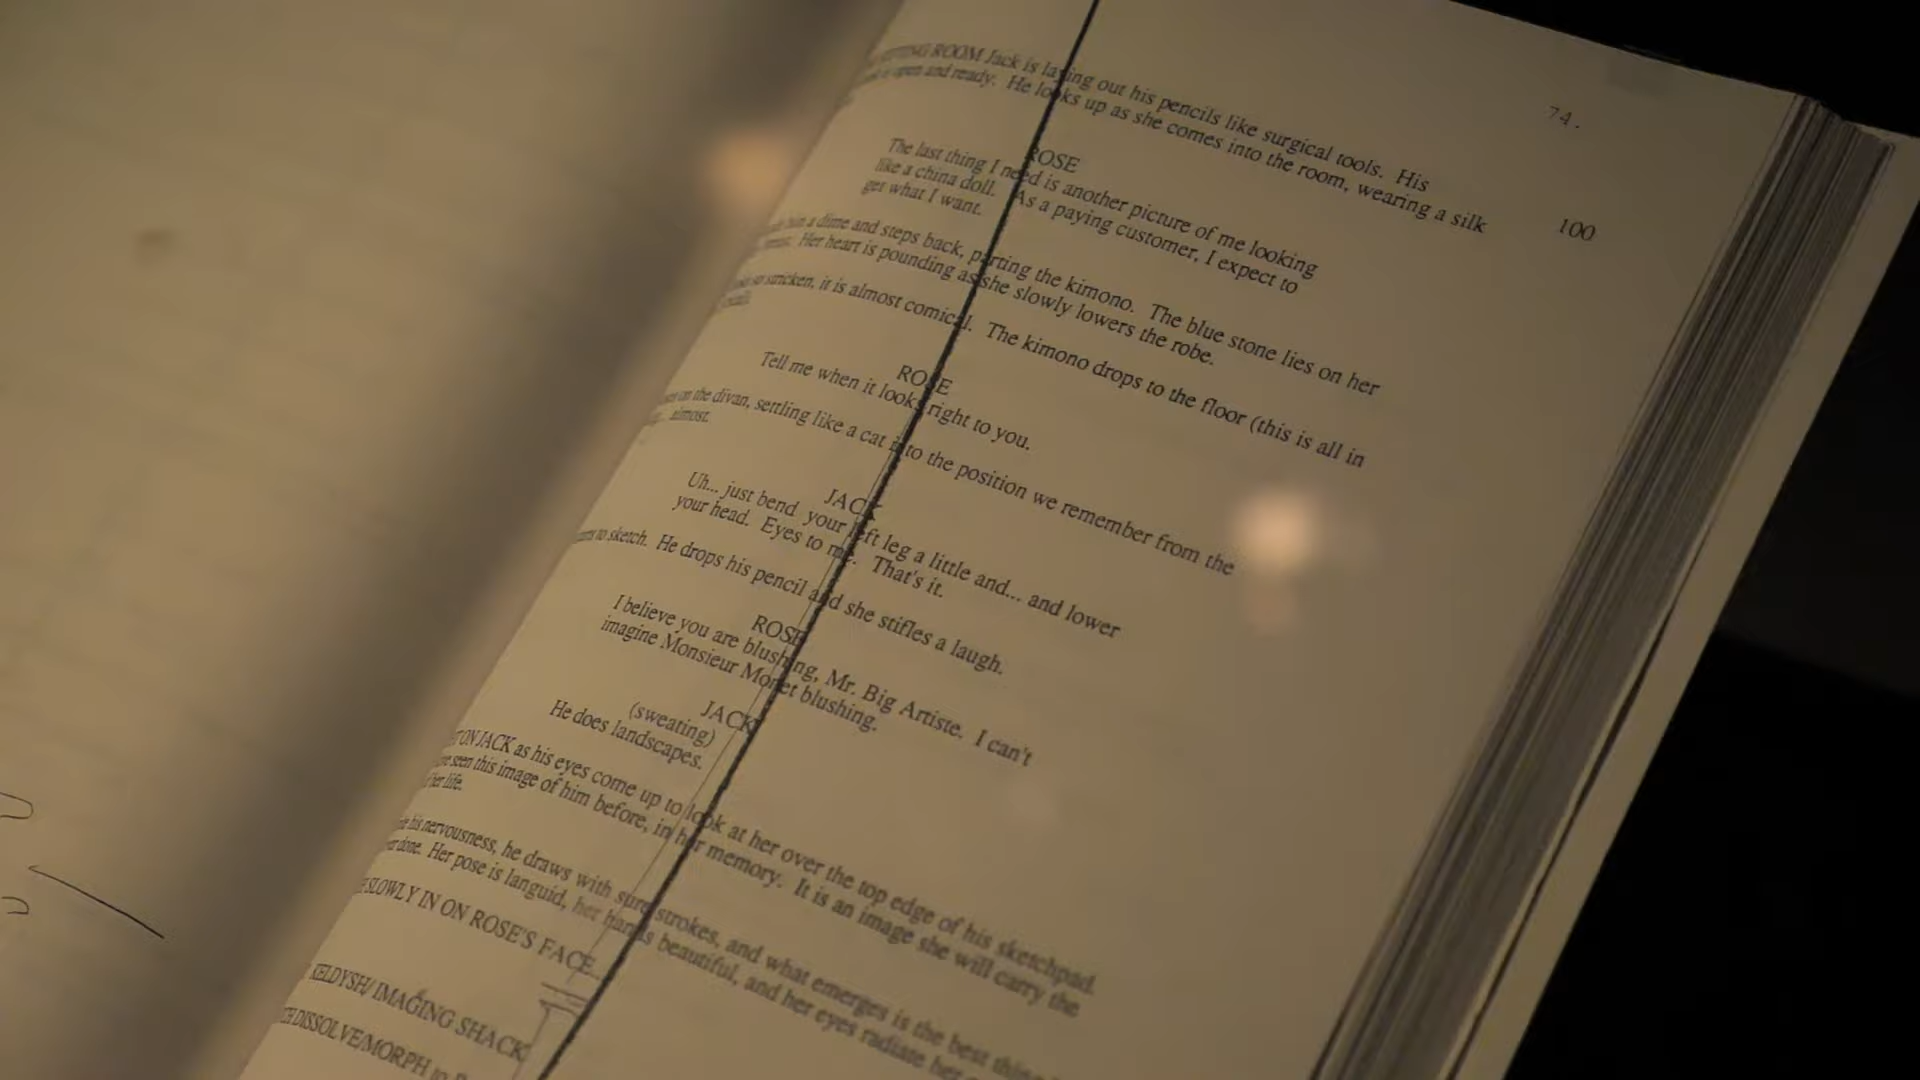 74.
SITTING ROOM Jack is laying out his pencils like surgical tools. His
is open and ready. He looks up as she comes into the room, wearing a silk
100
ROSE
The last thing I need is another picture of me looking
like a china doll. As a paying customer, I expect to
get what I want.
him a dime and steps back, parting the kimono. The blue stone lies on her
Her heart is pounding as she slowly lowers the robe.
so stricken, it is almost comical. The kimono drops to the floor (this is all in
ROSE
Tell me when it looks right to you.
on the divan, settling like a cat into the position we remember from the
almost.
JACK
Uh... just bend your left leg a little and... and lower
your head. Eyes to me. That's it.
to sketch. He drops his pencil and she stifles a laugh.
ROSE
I believe you are blushing, Mr. Big Artiste. I can't
imagine Monsieur Monet blushing.
JACK
(sweating)
He does landscapes.
ON JACK as his eyes come up to look at her over the top edge of his sketchpad.
seen this image of him before, in her memory. It is an image she will carry the
her life.
his nervousness, he draws with sure strokes, and what emerges is the best thing
done. Her pose is languid, her hands beautiful, and her eyes radiate her
SLOWLY IN ON ROSE'S FACE...
KELDYSH/ IMAGING SHACK
DISSOLVE/MORPH to